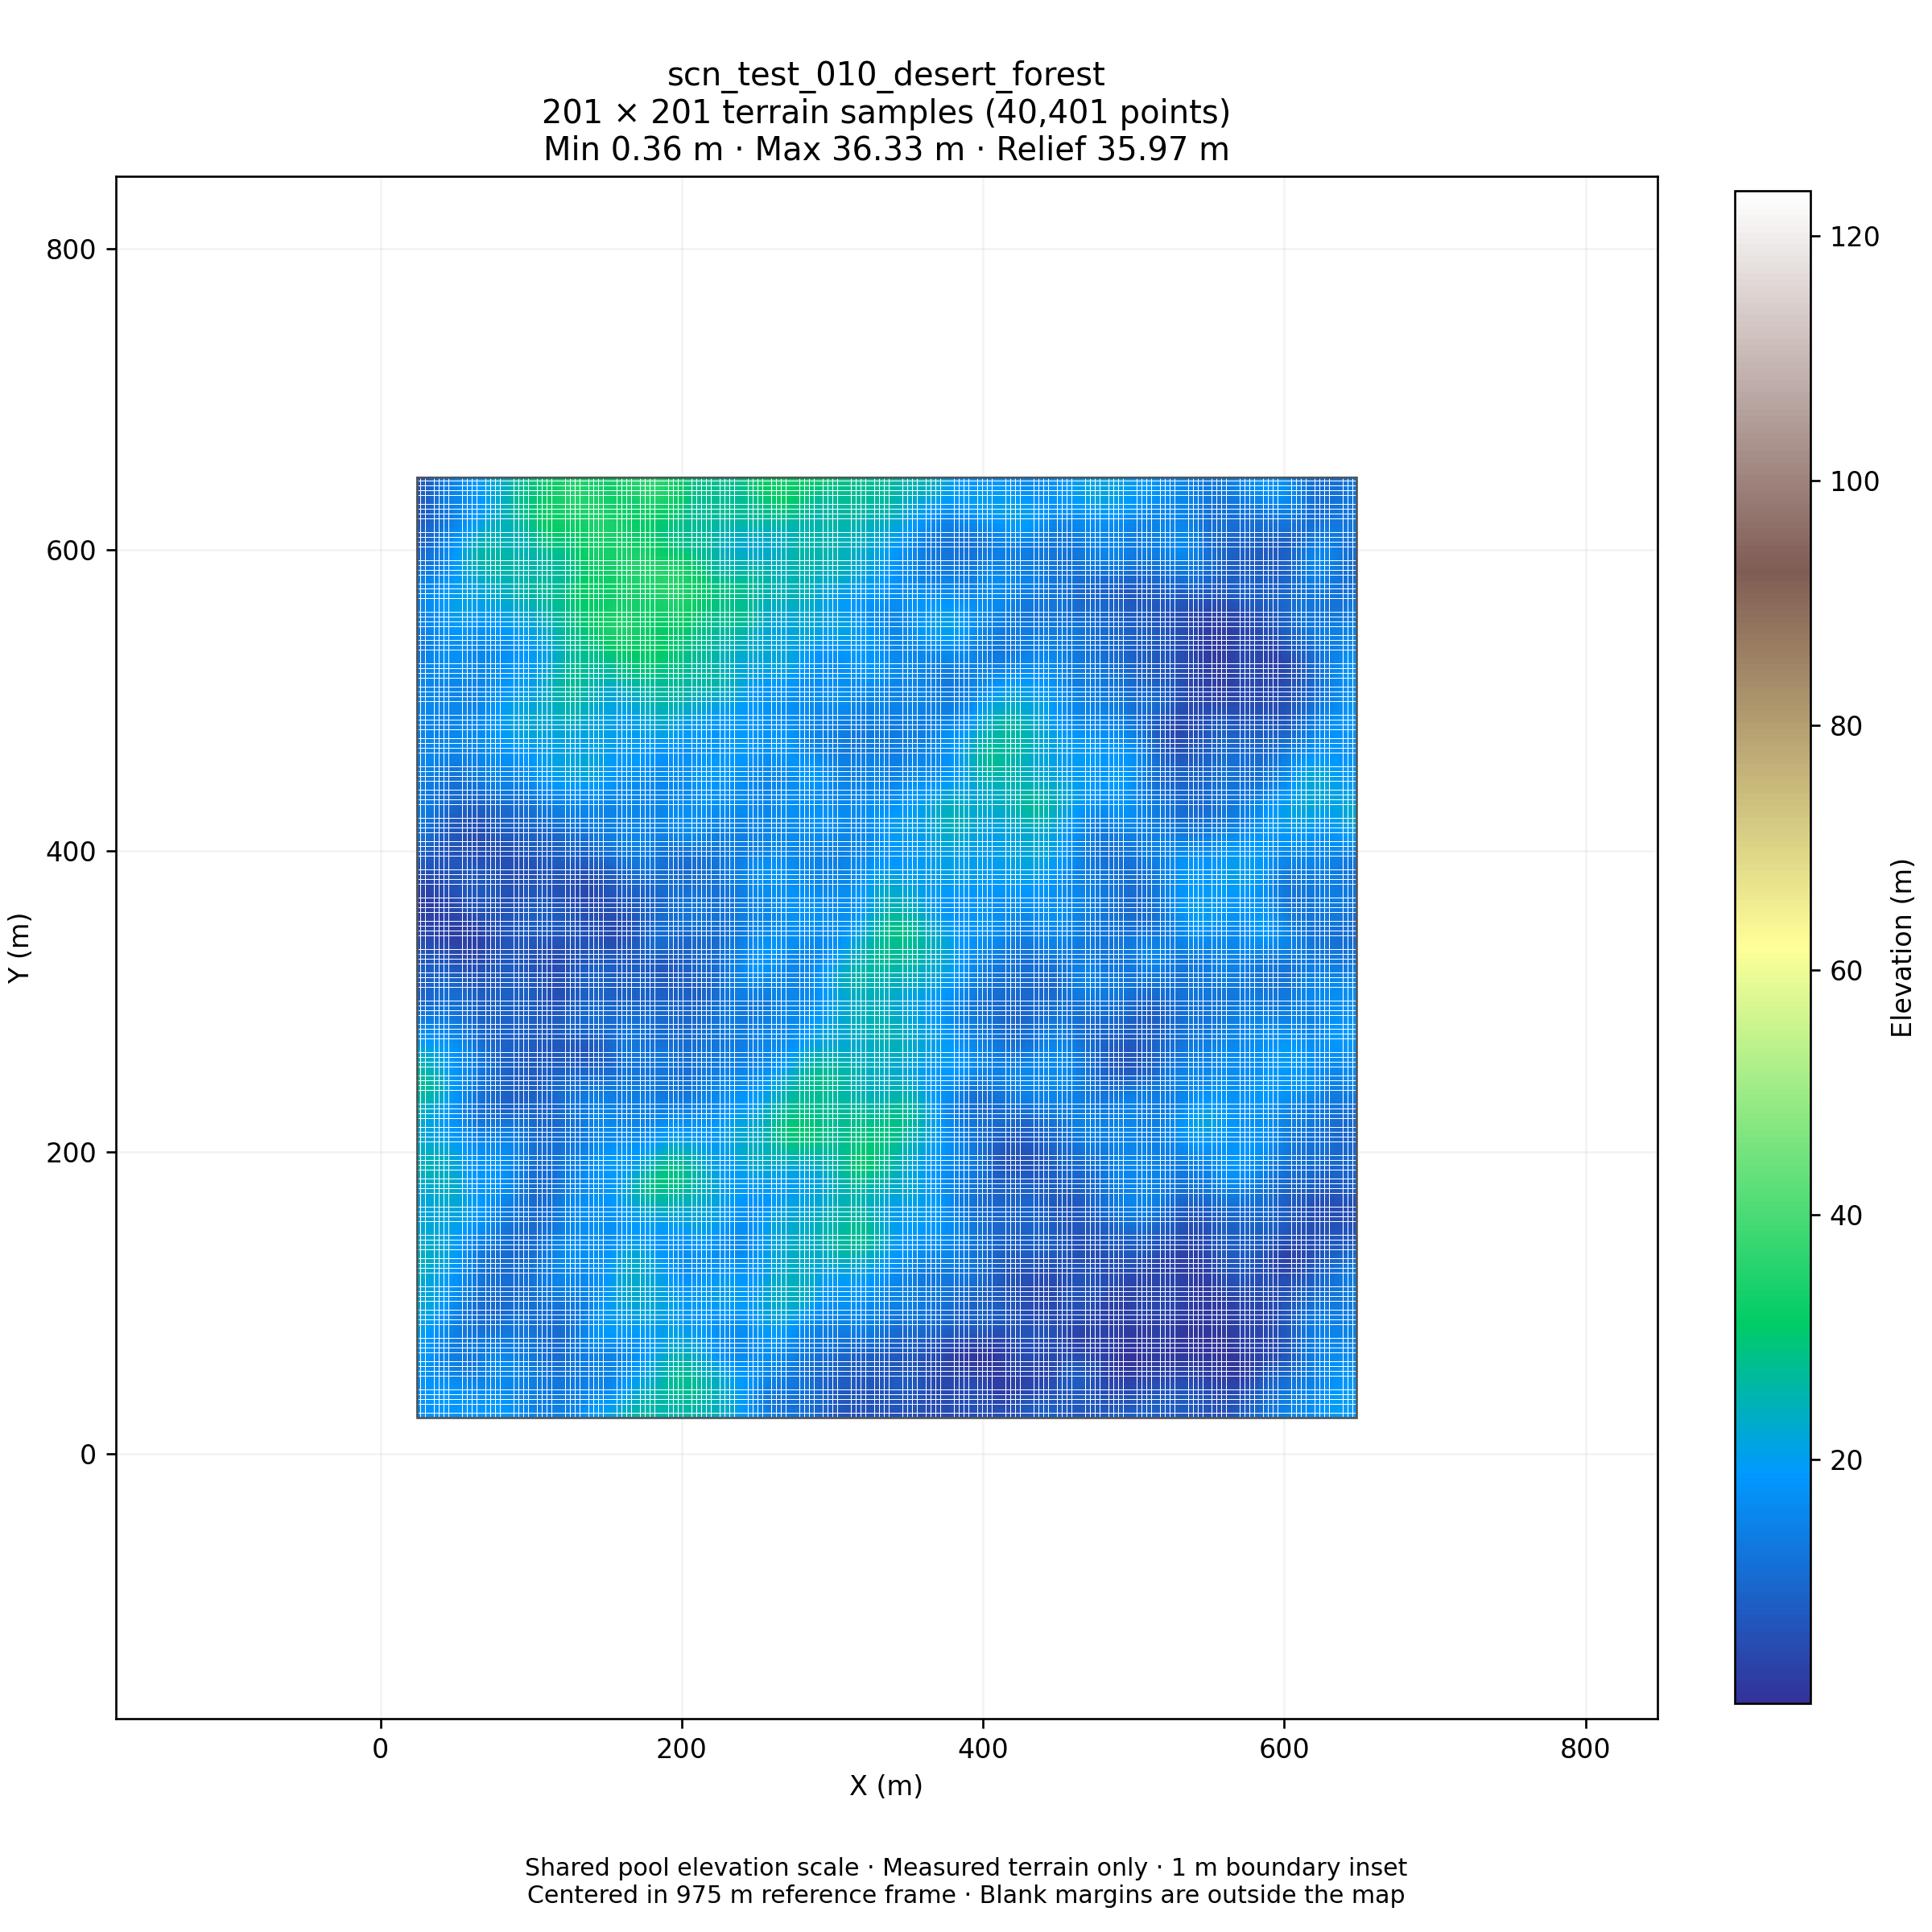 scn_test_010_desert_forest
201 × 201 terrain samples (40,401 points)
Min 0.36 m · Max 36.33 m · Relief 35.97 m
800
600
400
200
0
Y (m)
0
200
400
600
800
X (m)
120
100
80
60
40
20
Elevation (m)
Shared pool elevation scale · Measured terrain only · 1 m boundary inset
Centered in 975 m reference frame · Blank margins are outside the map